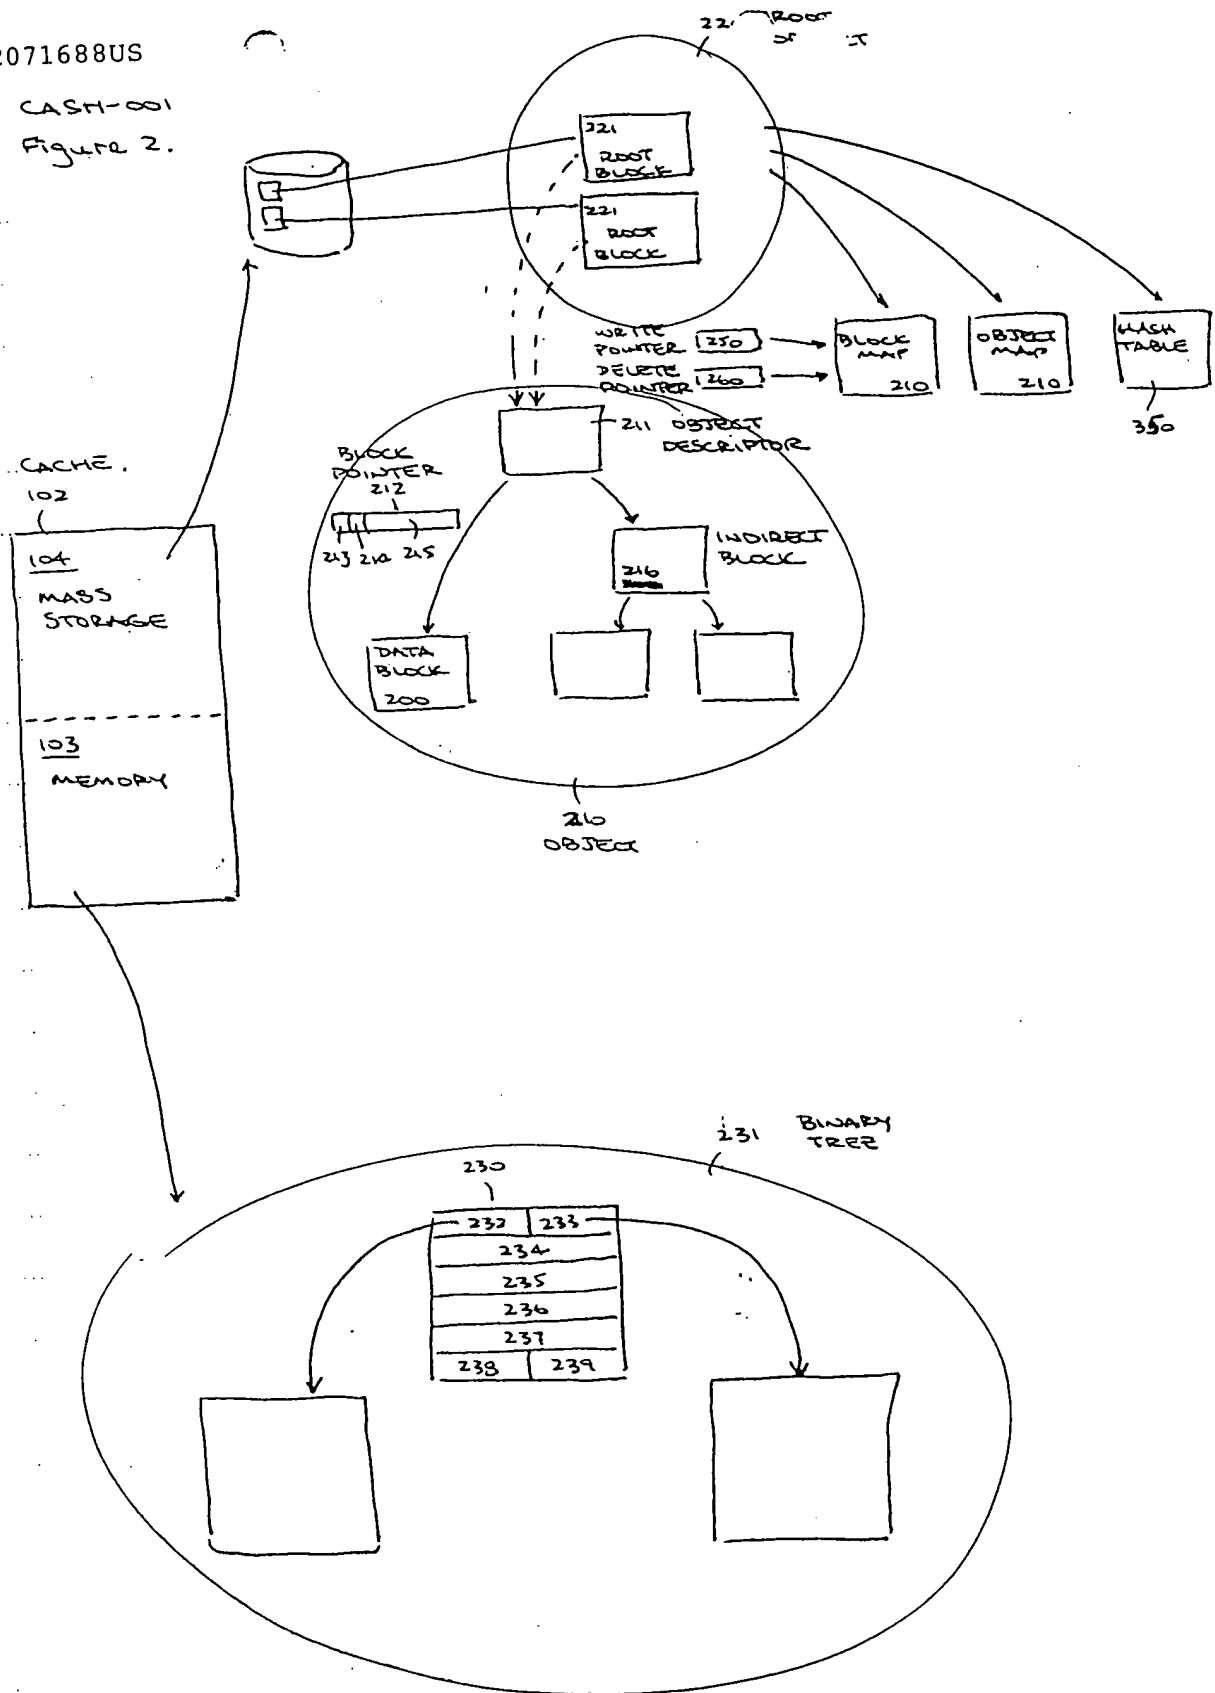 2071688US
CASH-001
Figure 2.
ROOT
221
ROOT
BLOCK
221
ROOT
BLOCK
WRITE
POINTER 250
DELETE
POINTER 260
BLOCK
MAP
210
OBJECT
MAP
210
HASH
TABLE
350
211 OBJECT
DESCRIPTOR
BLOCK
POINTER
212
213 214 215
INDIRECT
BLOCK
216
DATA
BLOCK
200
210
OBJECT
CACHE.
102
104
MASS
STORAGE
103
MEMORY
231 BINARY
TREE
230
232 233
234
235
236
237
238 239